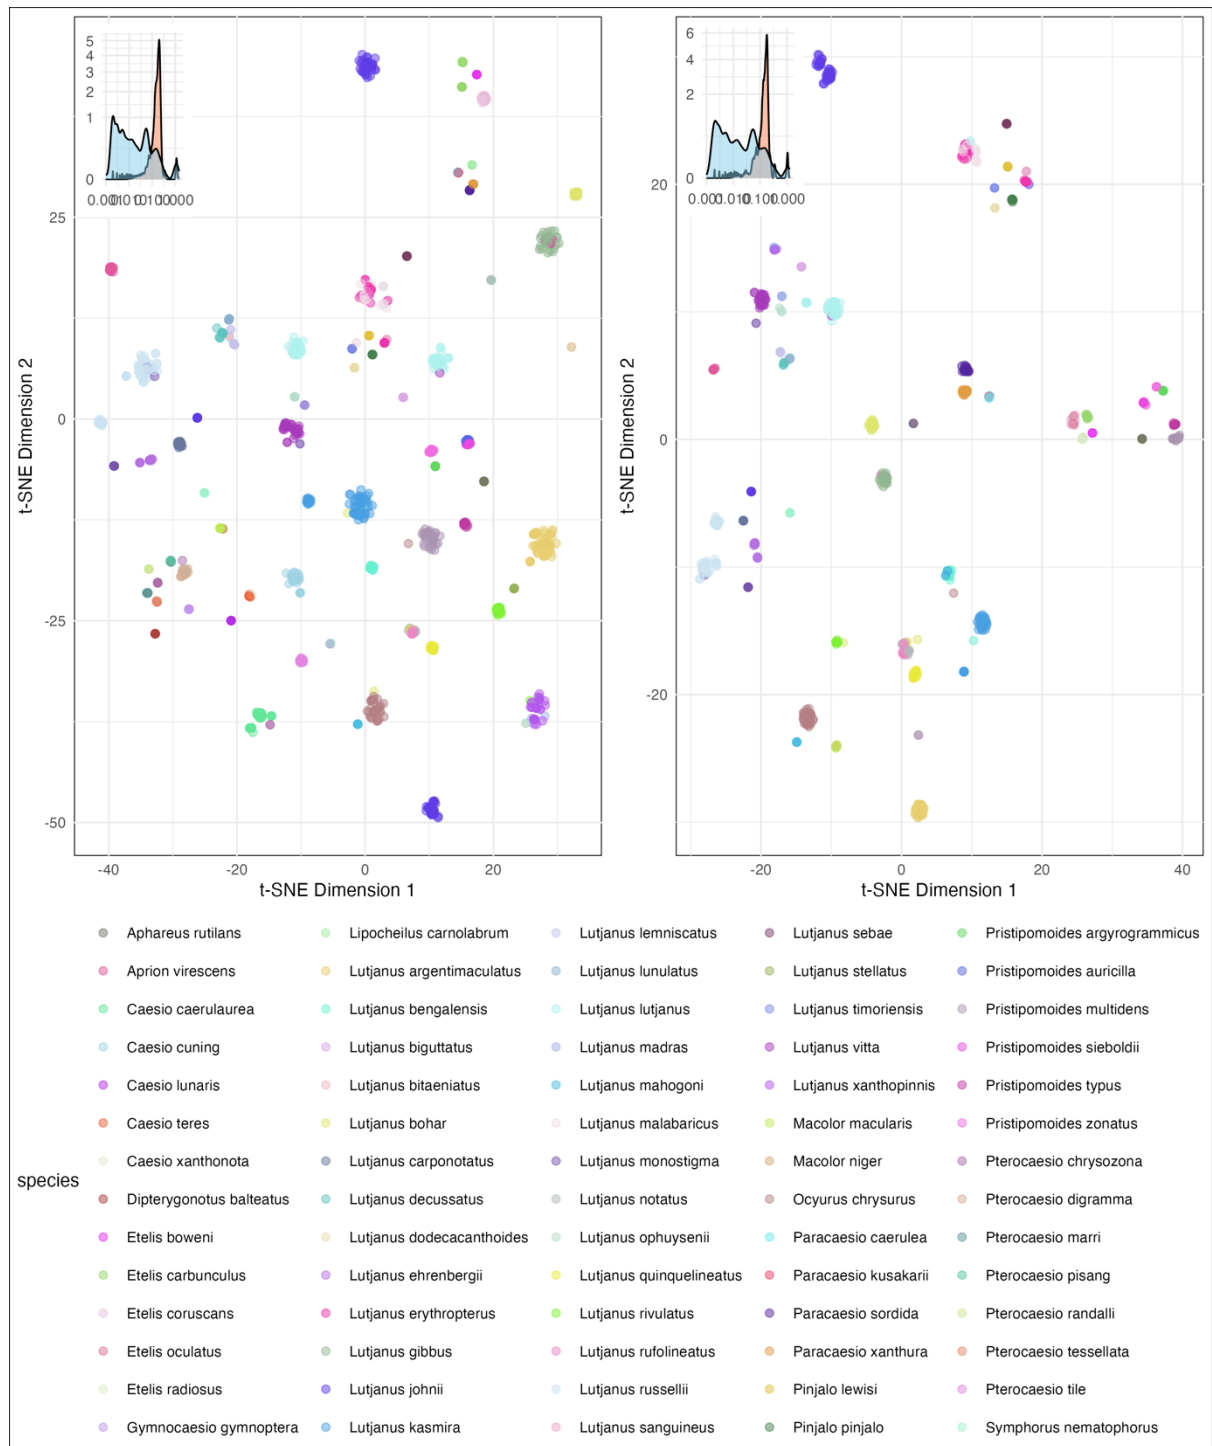 5
4
3
2
1
0
6
4
2
0
25
0
-25
-50
t-SNE Dimension 2
-40
-20
0
20
t-SNE Dimension 1
20
0
-20
t-SNE Dimension 2
-20
0
20
40
t-SNE Dimension 1
species
Aphareus rutilans
Aprion virescens
Caesio caerulaurea
Caesio cuning
Caesio lunaris
Caesio teres
Caesio xanthonota
Dipterygonotus balteatus
Etelis boweni
Etelis carbunculus
Etelis coruscans
Etelis oculatus
Etelis radiosus
Gymnocaesio gymnoptera
Lipocheilus carnolabrum
Lutjanus argentimaculatus
Lutjanus bengalensis
Lutjanus biguttatus
Lutjanus bitaeniatus
Lutjanus bohar
Lutjanus carponotatus
Lutjanus decussatus
Lutjanus dodecacanthoides
Lutjanus ehrenbergii
Lutjanus erythropterus
Lutjanus gibbus
Lutjanus johnii
Lutjanus kasmira
Lutjanus lemniscatus
Lutjanus lunulatus
Lutjanus lutjanus
Lutjanus madras
Lutjanus mahogoni
Lutjanus malabaricus
Lutjanus monostigma
Lutjanus notatus
Lutjanus ophuysenii
Lutjanus quinquelineatus
Lutjanus rivulatus
Lutjanus rufolineatus
Lutjanus russellii
Lutjanus sanguineus
Lutjanus sebae
Lutjanus stellatus
Lutjanus timoriensis
Lutjanus vitta
Lutjanus xanthopinnis
Macolor macularis
Macolor niger
Ocyurus chrysurus
Paracaesio caerulea
Paracaesio kusakarii
Paracaesio sordida
Paracaesio xanthura
Pinjalo lewisi
Pinjalo pinjalo
Pristipomoides argyrogrammicus
Pristipomoides auricilla
Pristipomoides multidens
Pristipomoides sieboldii
Pristipomoides typus
Pristipomoides zonatus
Pterocaesio chrysozona
Pterocaesio digramma
Pterocaesio marri
Pterocaesio pisang
Pterocaesio randalli
Pterocaesio tessellata
Pterocaesio tile
Symphorus nematophorus